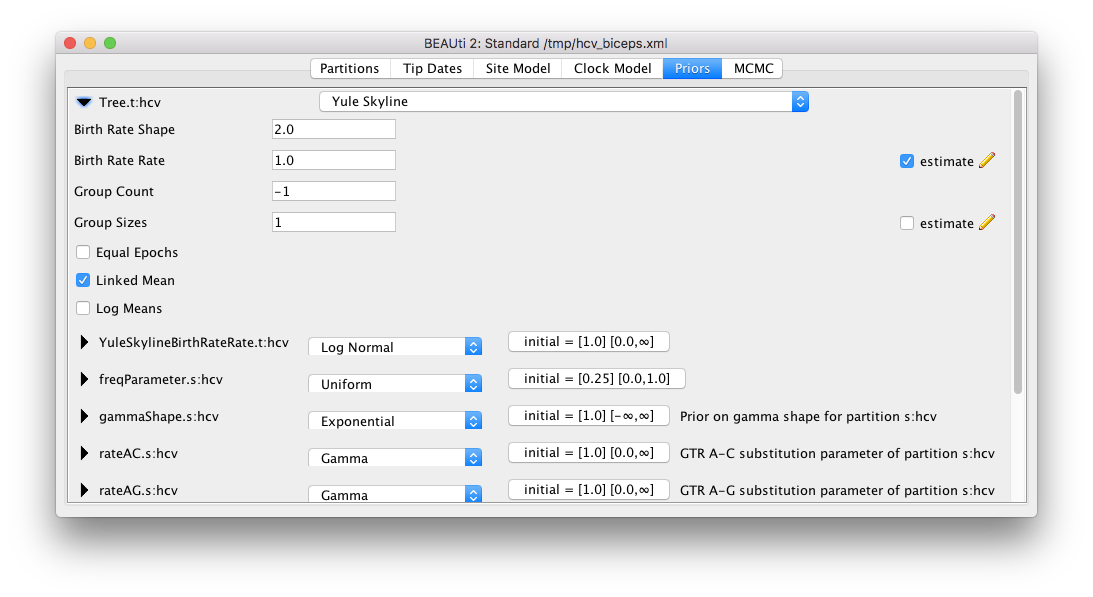 BEAUti 2: Standard /tmp/hcv_biceps.xml
Partitions Tip Dates Site Model Clock Model Priors MCMC
Tree.t:hcv Yule Skyline
Birth Rate Shape 2.0
Birth Rate Rate 1.0 estimate
Group Count -1
Group Sizes 1 estimate
Equal Epochs
Linked Mean
Log Means
YuleSkylineBirthRateRate.t:hcv Log Normal initial = [1.0] [0.0,∞]
freqParameter.s:hcv Uniform initial = [0.25] [0.0,1.0]
gammaShape.s:hcv Exponential initial = [1.0] [-∞,∞] Prior on gamma shape for partition s:hcv
rateAC.s:hcv Gamma initial = [1.0] [0.0,∞] GTR A-C substitution parameter of partition s:hcv
rateAG.s:hcv Gamma initial = [1.0] [0.0,∞] GTR A-G substitution parameter of partition s:hcv